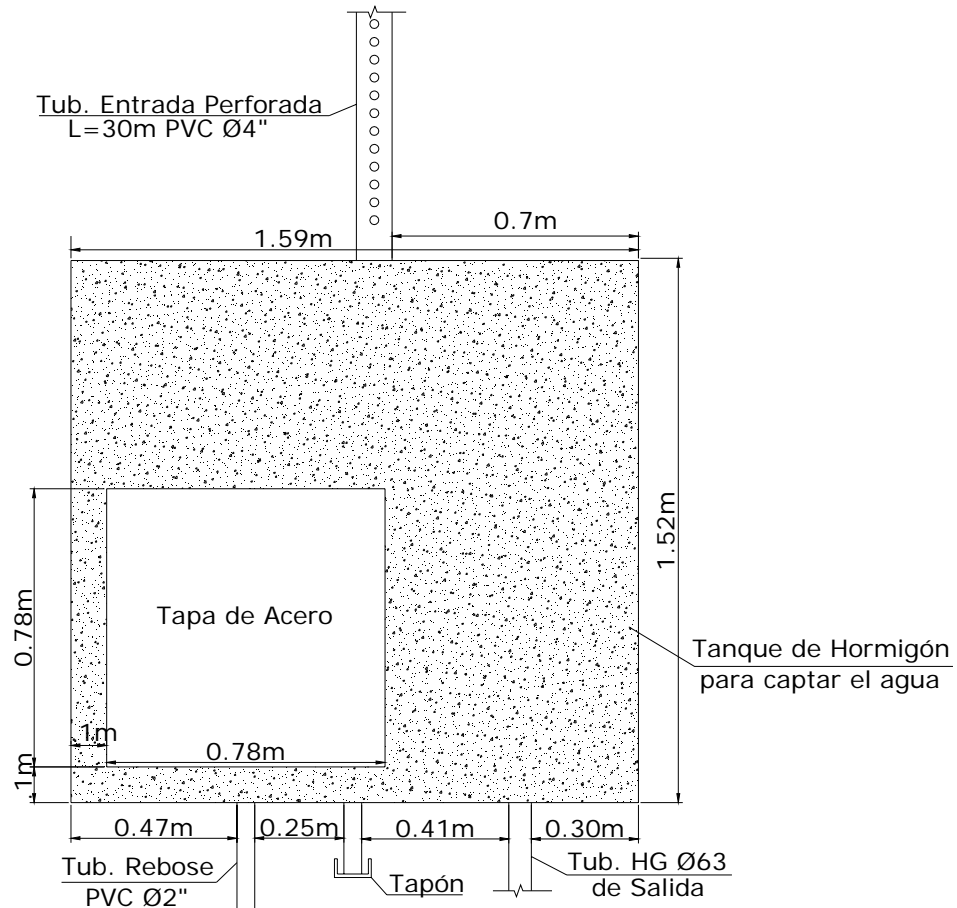 Tub. Entrada Perforada
L=30m PVC Ø4"
0.7m
1.59m
1.52m
0.78m
Tapa de Acero
Tanque de Hormigón
para captar el agua
1m
0.78m
1m
0.47m
0.25m
0.41m
0.30m
Tub. Rebose
PVC Ø2"
Tapón
Tub. HG Ø63
de Salida